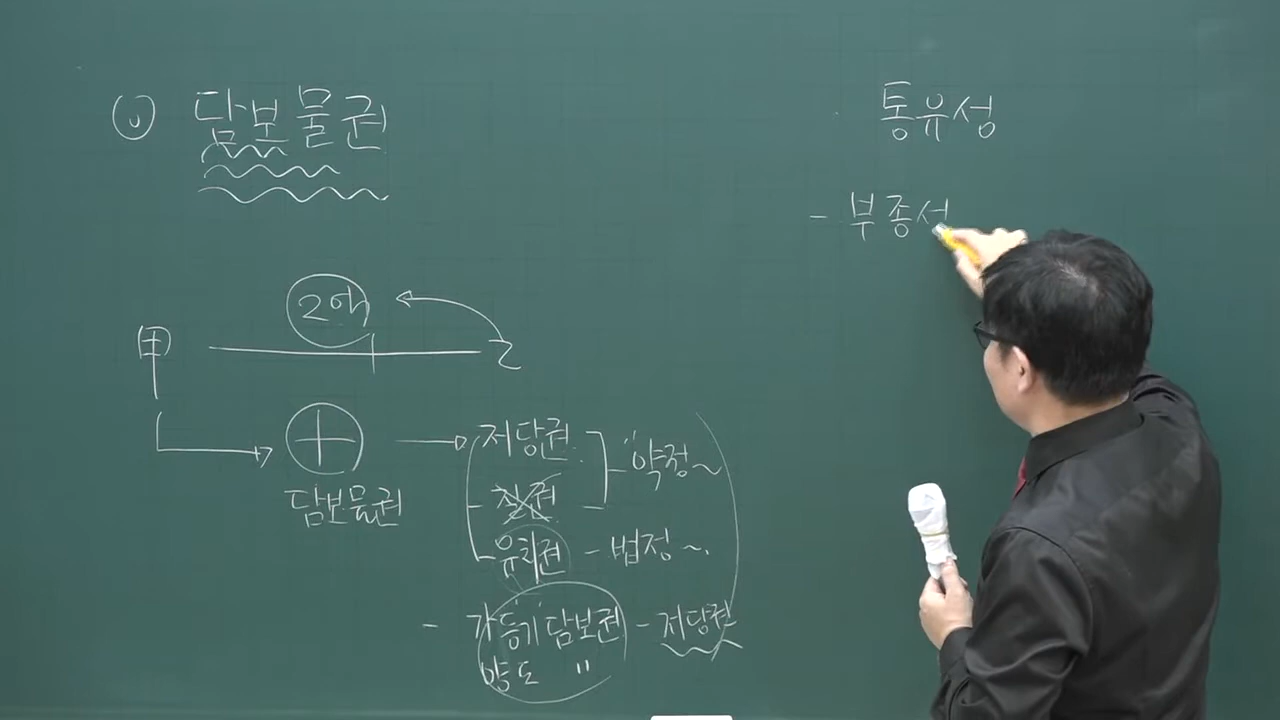 담보물권
통유성
- 부종성
2억
甲
乙
담보물권
저당권
약정~
질권
유치권 - 법정~.
- 가등기담보권 - 저당권
양도 "